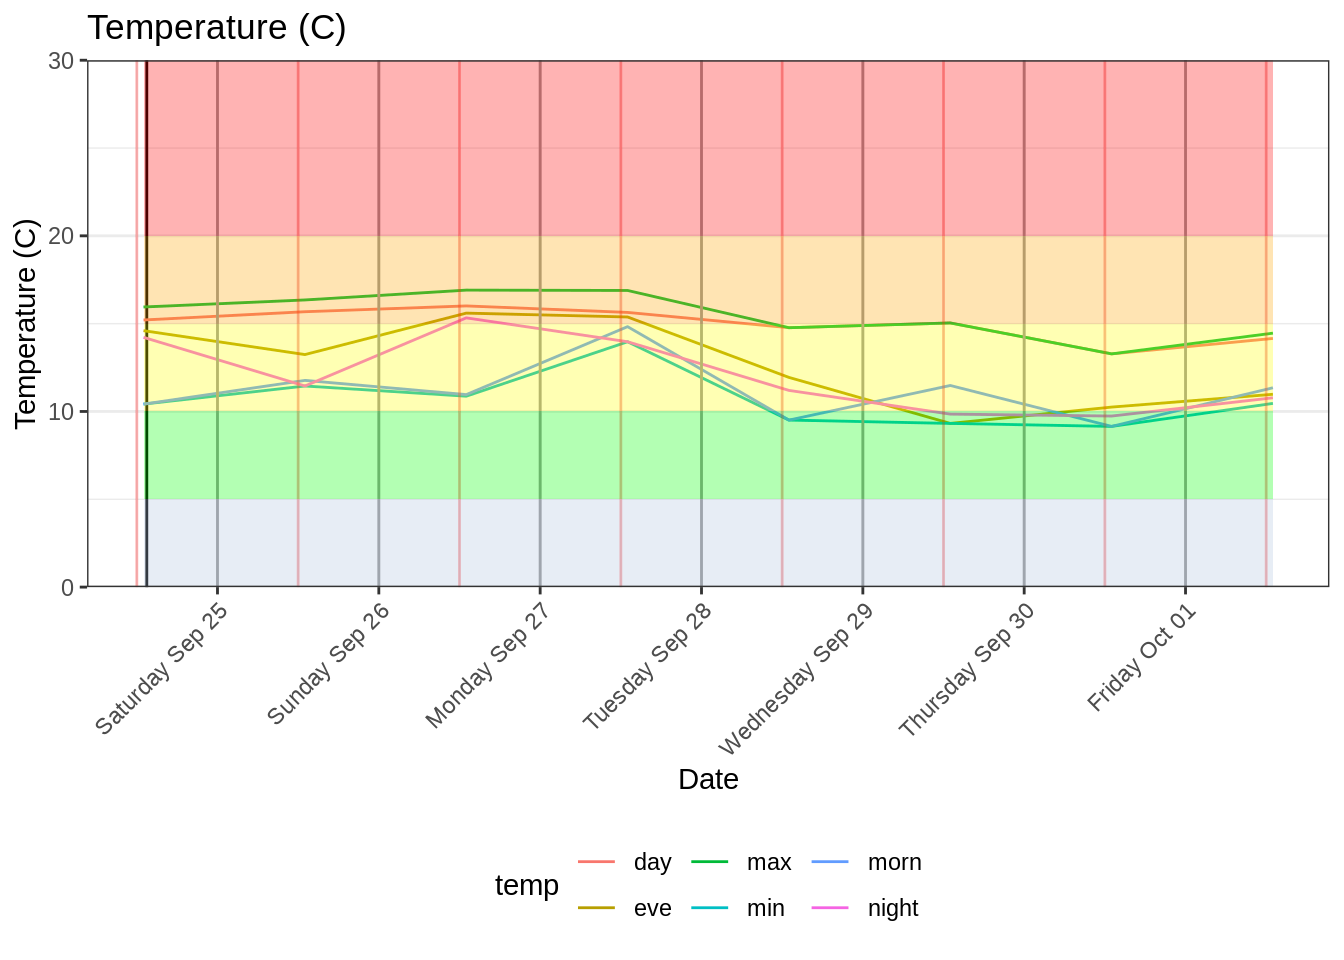 Temperature (C)
Temperature (C)
30
20
10
0
Saturday Sep 25
Sunday Sep 26
Monday Sep 27
Tuesday Sep 28
Wednesday Sep 29
Thursday Sep 30
Friday Oct 01
Date
temp
day max morn
eve min night